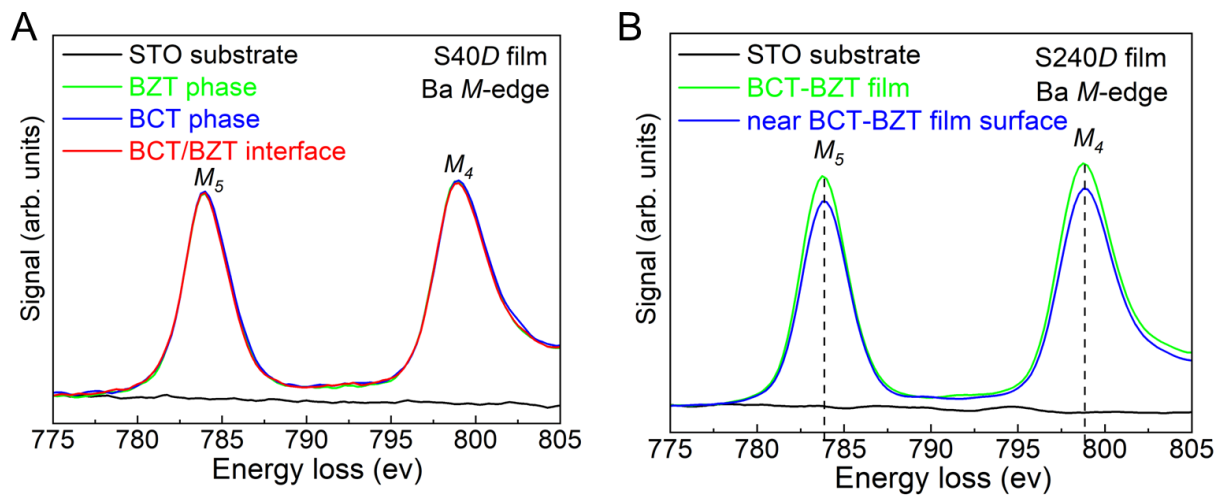 A
STO substrate
BZT phase
BCT phase
BCT/BZT interface
S40D film
Ba M-edge
M5
M4
Signal (arb. units)
775 780 785 790 795 800 805
Energy loss (ev)
B
STO substrate
BCT-BZT film
near BCT-BZT film surface
S240D film
Ba M-edge
M5
M4
Signal (arb. units)
775 780 785 790 795 800 805
Energy loss (ev)